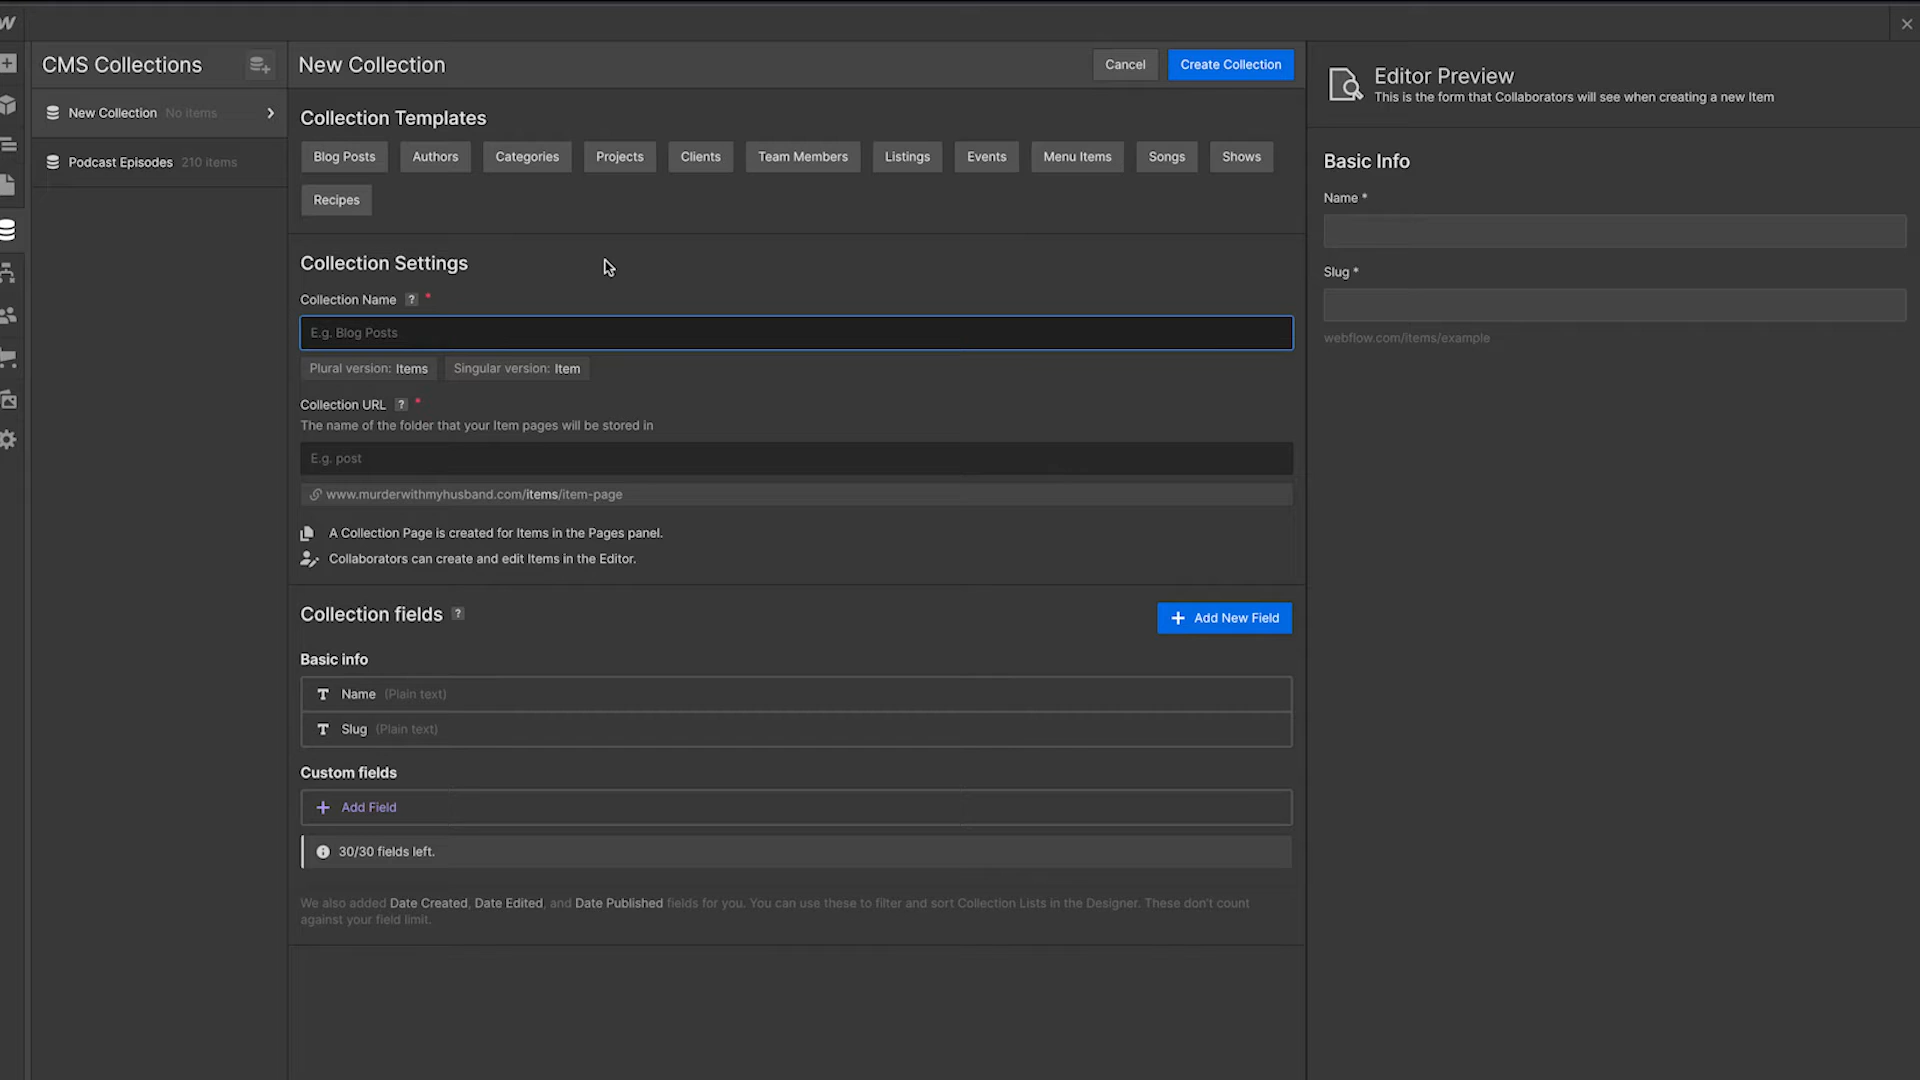 W
CMS Collections
New Collection No items
Podcast Episodes 210 items
New Collection
Cancel
Create Collection
Collection Templates
Blog Posts
Authors
Categories
Projects
Clients
Team Members
Listings
Events
Menu Items
Songs
Shows
Recipes
Collection Settings
Collection Name ? *
E.g. Blog Posts
Plural version: Items
Singular version: Item
Collection URL ? *
The name of the folder that your Item pages will be stored in
E.g. post
www.murderwithmyhusband.com/items/item-page
A Collection Page is created for Items in the Pages panel.
Collaborators can create and edit Items in the Editor.
Collection fields ?
+ Add New Field
Basic info
T Name (Plain text)
T Slug (Plain text)
Custom fields
+ Add Field
30/30 fields left.
We also added Date Created, Date Edited, and Date Published fields for you. You can use these to filter and sort Collection Lists in the Designer. These don't count
against your field limit.
Editor Preview
This is the form that Collaborators will see when creating a new Item
Basic Info
Name *
Slug *
webflow.com/items/example